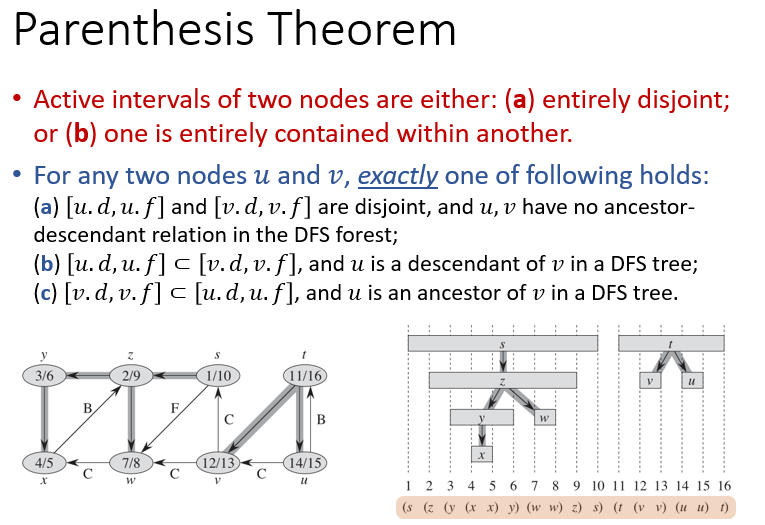 Parenthesis Theorem
• Active intervals of two nodes are either: (a) entirely disjoint;
or (b) one is entirely contained within another.
• For any two nodes u and v, exactly one of following holds:
(a) [u.d, u.f] and [v.d, v.f] are disjoint, and u, v have no ancestor-
descendant relation in the DFS forest;
(b) [u.d, u.f] ⊂ [v.d, v.f], and u is a descendant of v in a DFS tree;
(c) [v.d, v.f] ⊂ [u.d, u.f], and u is an ancestor of v in a DFS tree.
y z s t
3/6 2/9 1/10 11/16
B F C B
4/5 7/8 12/13 14/15
C C C
x w v u
s t
z v u
y w
x
1 2 3 4 5 6 7 8 9 10 11 12 13 14 15 16
(s (z (y (x x) y) (w w) z) s) (t (v v) (u u) t)